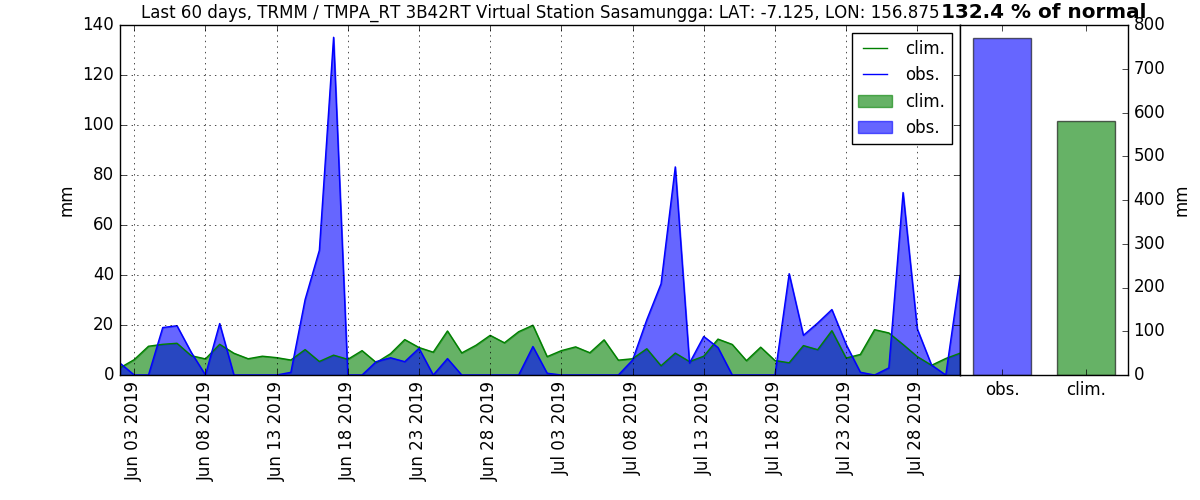 Last 60 days, TRMM / TMPA_RT 3B42RT Virtual Station Sasamungga: LAT: -7.125, LON: 156.875
132.4 % of normal
140
120
100
80
60
40
20
0
mm
clim.
obs.
clim.
obs.
Jun 03 2019
Jun 08 2019
Jun 13 2019
Jun 18 2019
Jun 23 2019
Jun 28 2019
Jul 03 2019
Jul 08 2019
Jul 13 2019
Jul 18 2019
Jul 23 2019
Jul 28 2019
800
700
600
500
400
300
200
100
0
mm
obs.
clim.